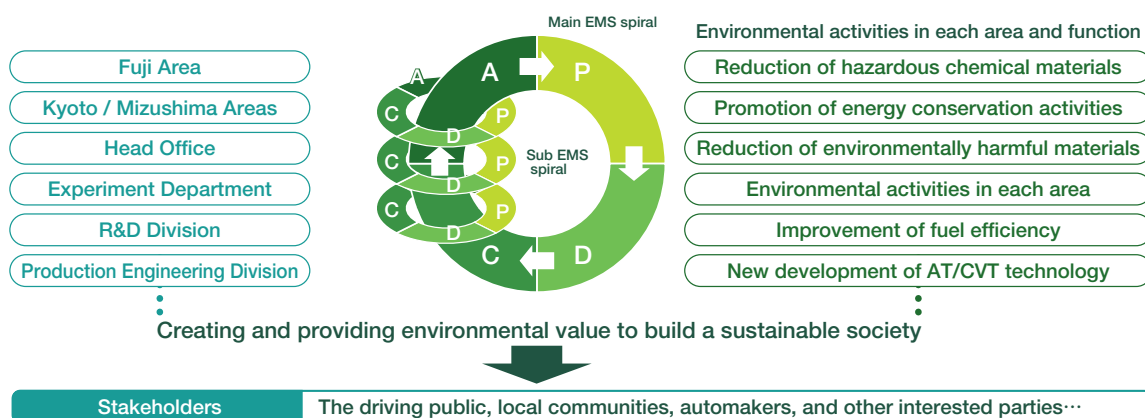 Main EMS spiral
Environmental activities in each area and function
Fuji Area
Kyoto / Mizushima Areas
Head Office
Experiment Department
R&D Division
Production Engineering Division
A
P
D
C
Sub EMS
spiral
A
C
P
D
C
P
D
C
P
D
Reduction of hazardous chemical materials
Promotion of energy conservation activities
Reduction of environmentally harmful materials
Environmental activities in each area
Improvement of fuel efficiency
New development of AT/CVT technology
Creating and providing environmental value to build a sustainable society
Stakeholders
The driving public, local communities, automakers, and other interested parties…